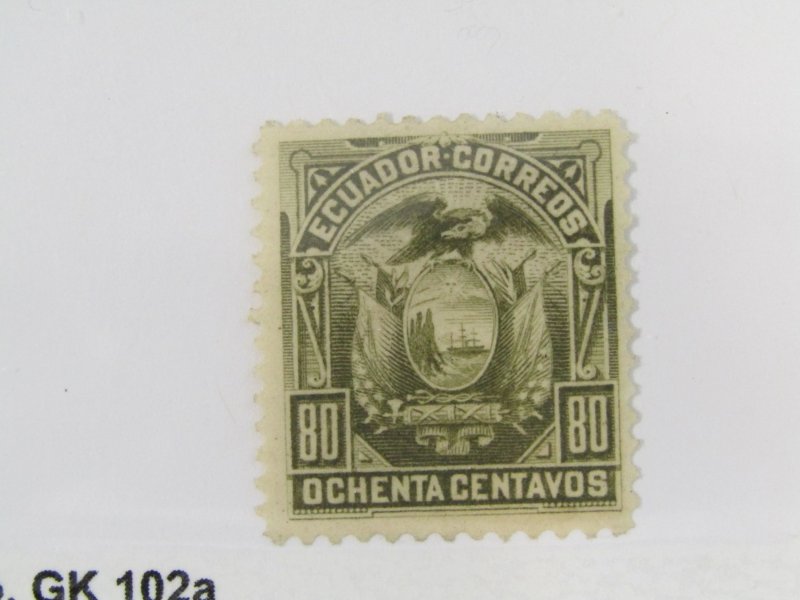 ECUADOR·CORREOS
80 80
OCHENTA CENTAVOS
GK 102a